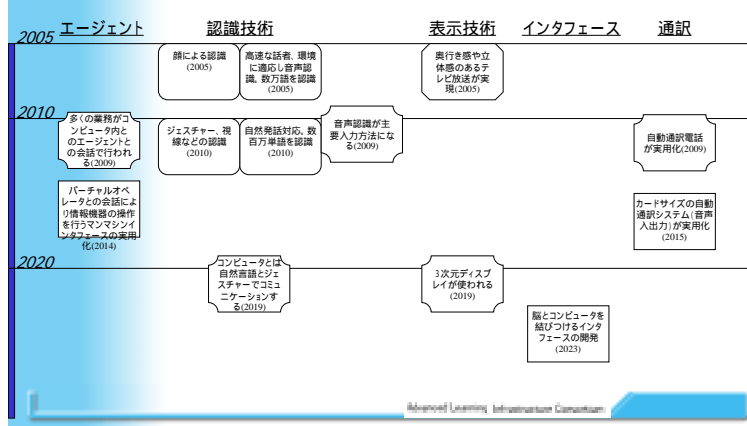 エージェント 認識技術 表示技術 インタフェース 通訳
2005
顔による認識
(2005)
高速な話者、環境
に適応し音声認
識。数万語を認識
(2005)
奥行き感や立
体感のあるテ
レビ放送が実
現(2005)
2010
多くの業務がコ
ンピュータ内と
のエージェントと
の会話で行われ
る(2009)
ジェスチャー、視
線などの認識
(2010)
自然発話対応、数
百万単語を認識
(2010)
音声認識が主
要入力方法にな
る(2009)
自動通訳電話
が実用化(2009)
バーチャルオペ
レータとの会話によ
り情報機器の操作
を行うマンマシンイ
ンタフェースの実用
化(2014)
カードサイズの自動
通訳システム(音声
入出力)が実用化
(2015)
2020
コンピュータとは
自然言語とジェ
スチャーでコミュ
ニケーションす
る(2019)
3次元ディスプ
レイが使われる
(2019)
脳とコンピュータを
結びつけるインタ
フェースの開発
(2023)
Advanced Learning Infrastructure Consortium